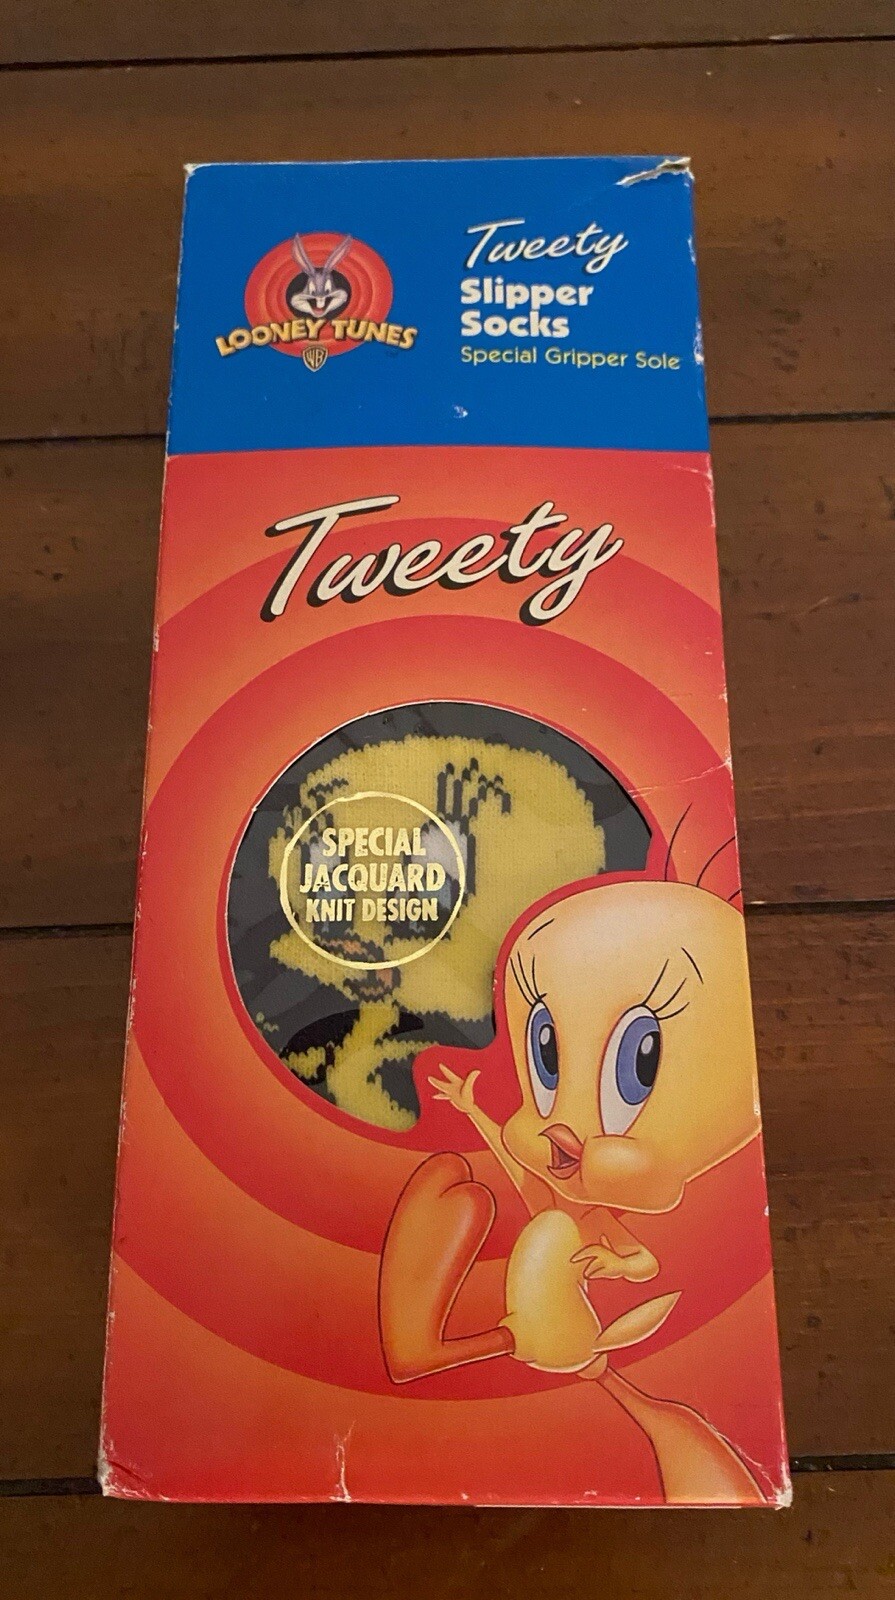 LOONEY TUNES
WB
Tweety
Slipper
Socks
Special Gripper Sole
Tweety
SPECIAL
JACQUARD
KNIT DESIGN